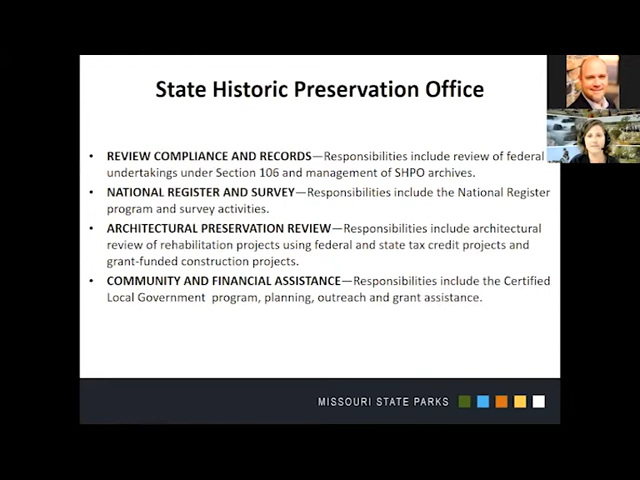 State Historic Preservation Office
• REVIEW COMPLIANCE AND RECORDS—Responsibilities include review of federal
undertakings under Section 106 and management of SHPO archives.
• NATIONAL REGISTER AND SURVEY—Responsibilities include the National Register
program and survey activities.
• ARCHITECTURAL PRESERVATION REVIEW—Responsibilities include architectural
review of rehabilitation projects using federal and state tax credit projects and
grant-funded construction projects.
• COMMUNITY AND FINANCIAL ASSISTANCE—Responsibilities include the Certified
Local Government program, planning, outreach and grant assistance.
MISSOURI STATE PARKS